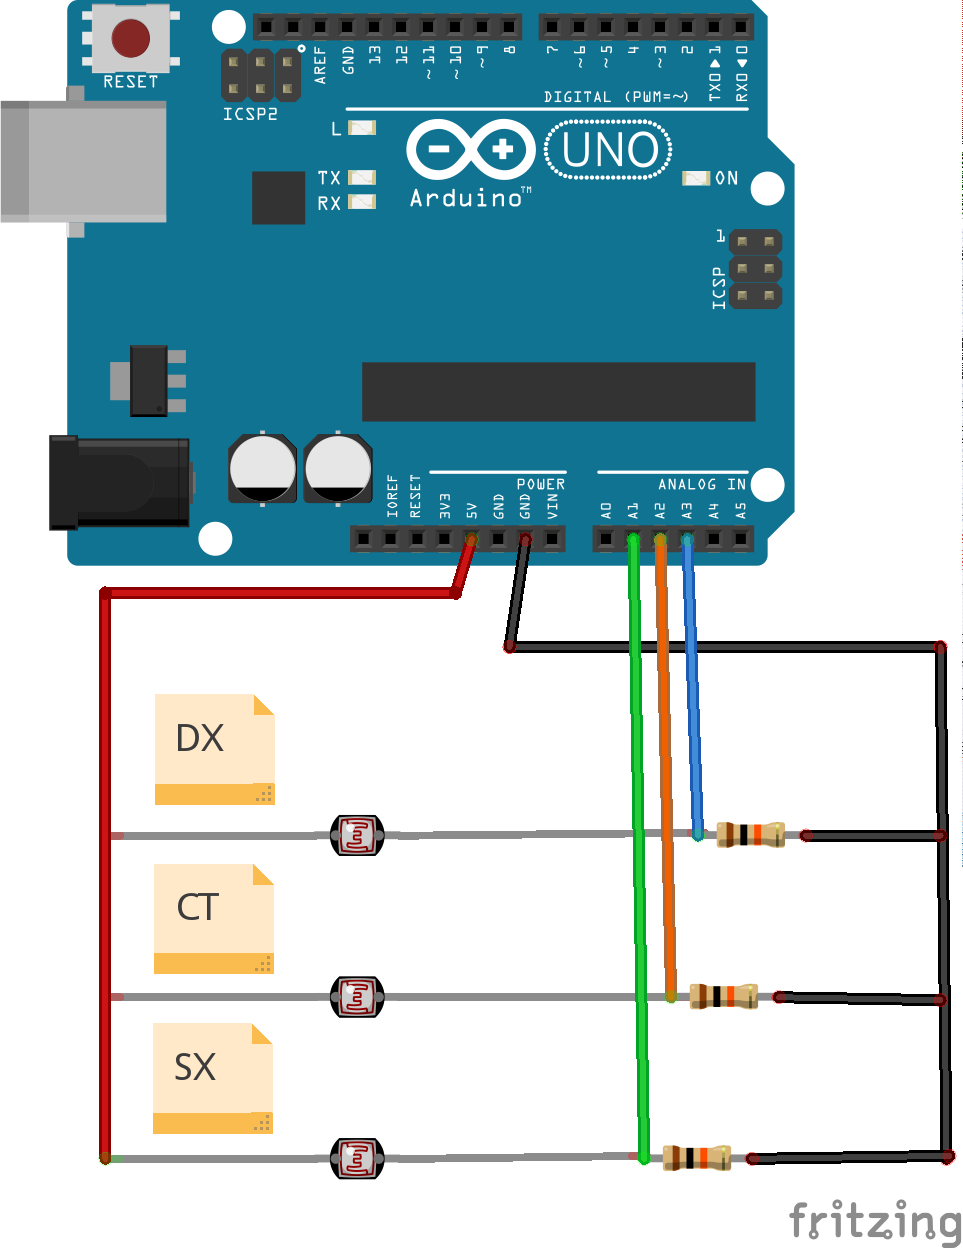 RESET
ICSP2
AREF
GND
13
12
~11
~10
~9
8
7
~6
~5
4
~3
2
TX0▶1
RX0◀0
DIGITAL (PWM=~)
L
TX
RX
Arduino™
UNO
ON
1
ICSP
POWER
ANALOG IN
IOREF
RESET
3V3
5V
GND
GND
VIN
A0
A1
A2
A3
A4
A5
DX
CT
SX
fritzing